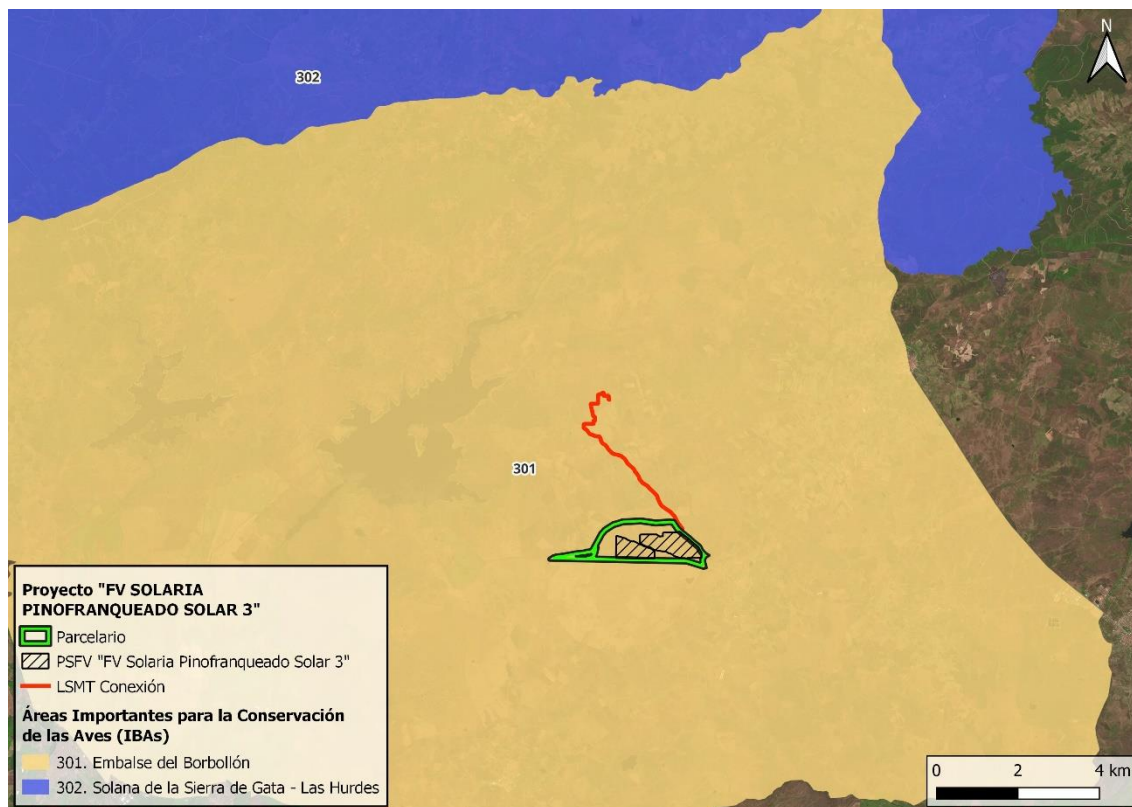 302
N
301
Proyecto "FV SOLARIA
PINOFRANQUEADO SOLAR 3"
Parcelario
PSFV "FV Solaria Pinofranqueado Solar 3"
LSMT Conexión
Áreas Importantes para la Conservación
de las Aves (IBAs)
301. Embalse del Borbollón
302. Solana de la Sierra de Gata - Las Hurdes
0 2 4 km